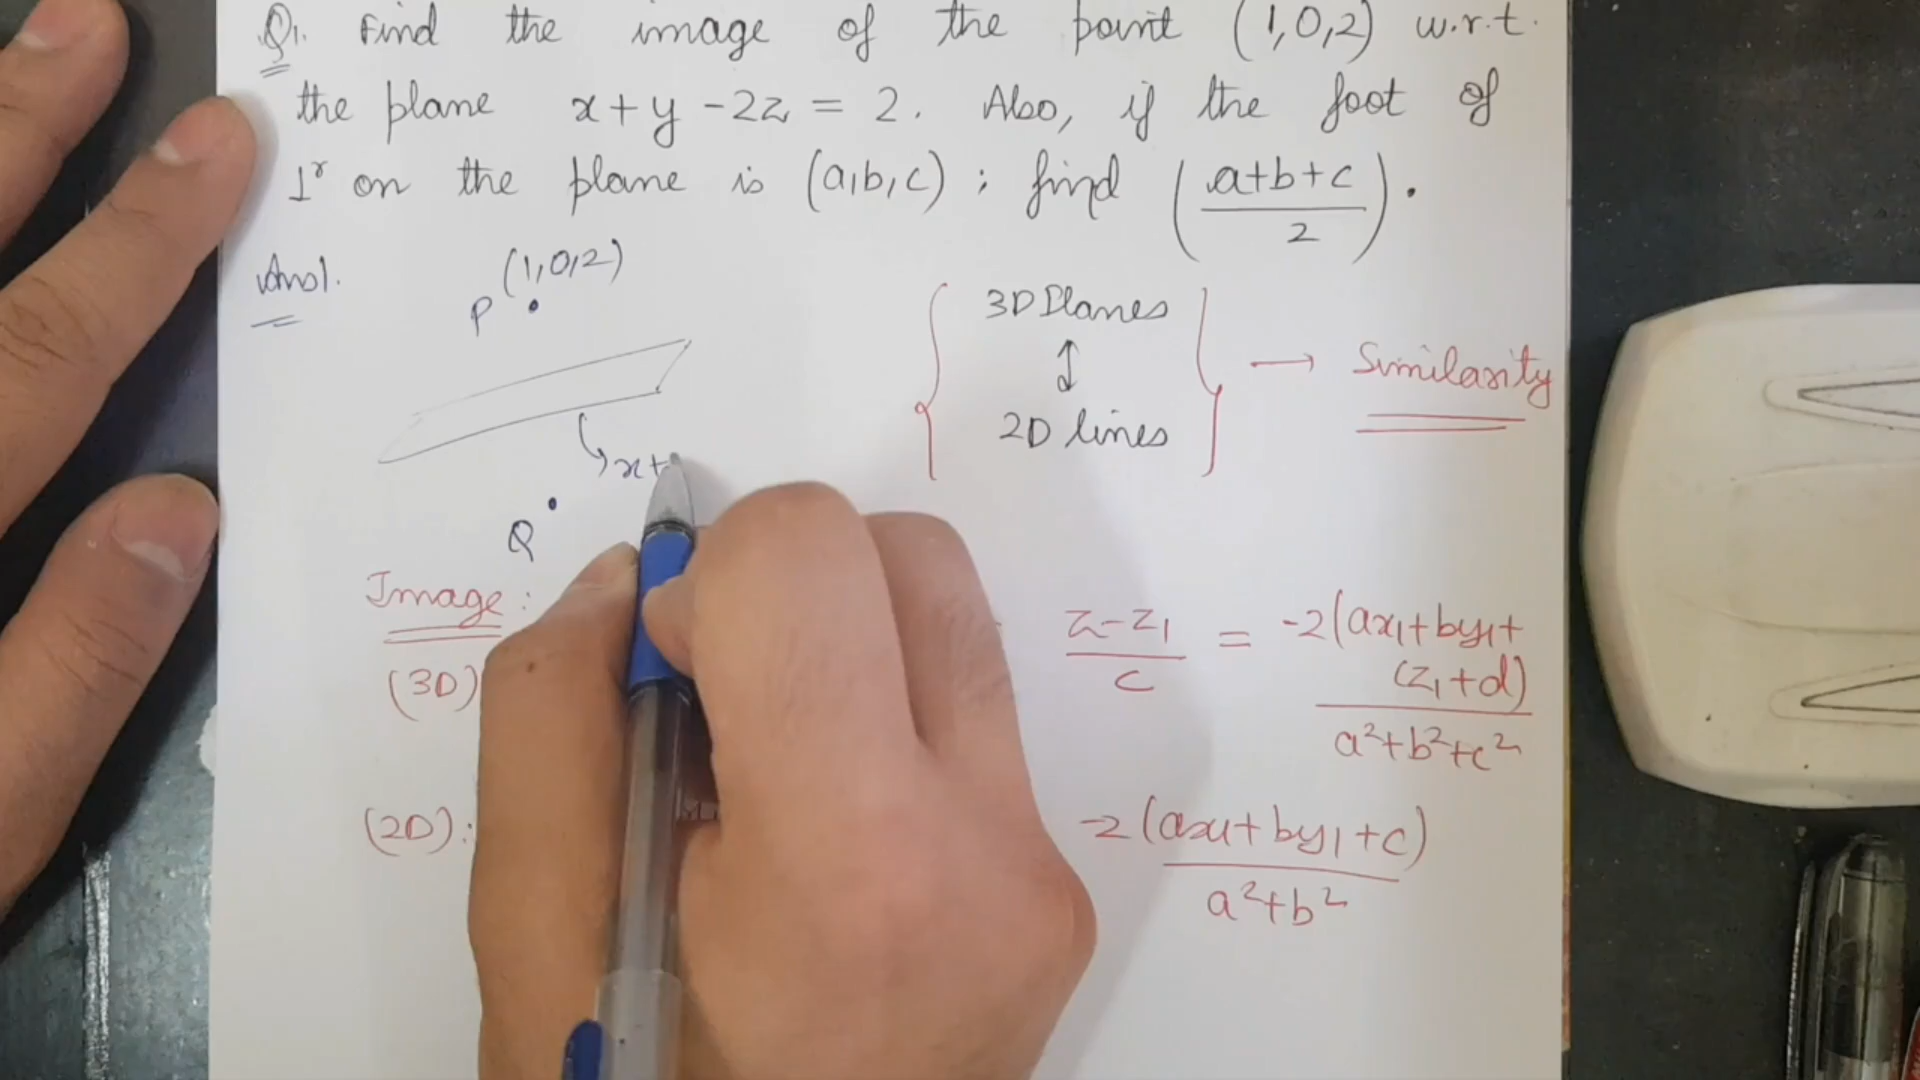 Q1. Find the image of the point (1,0,2) w.r.t.
the plane x+y-2z = 2. Also, if the foot of
⊥r on the plane is (a,b,c) ; find (a+b+c/2).
Ans1.
P (1,0,2)
x+
Q
3D Planes
↕
2D lines
→ Similarity
Image:
(3D)
z-z1/c = -2(ax1+by1+
cz1+d)/a²+b²+c²
(2D):
-2(ax1+by1+c)/a²+b²